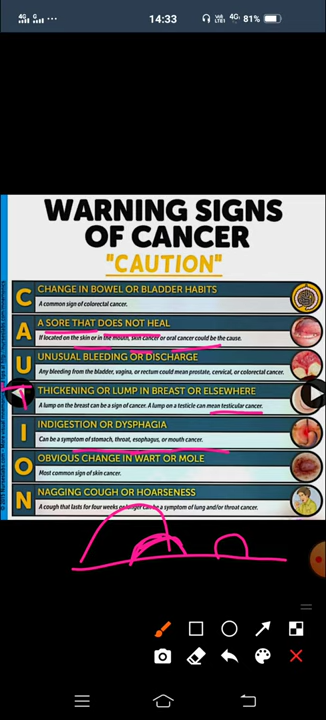 4G G ... 14:33 4G 81%
WARNING SIGNS
OF CANCER
"CAUTION"
C CHANGE IN BOWEL OR BLADDER HABITS
A common sign of colorectal cancer.
A A SORE THAT DOES NOT HEAL
If located on the skin or in the mouth, skin cancer or oral cancer could be the cause.
U UNUSUAL BLEEDING OR DISCHARGE
Any bleeding from the bladder, vagina, or rectum could mean prostate, cervical, or colorectal cancer.
T THICKENING OR LUMP IN BREAST OR ELSEWHERE
A lump on the breast can be a sign of cancer. A lump on a testicle can mean testicular cancer.
I INDIGESTION OR DYSPHAGIA
Can be a symptom of stomach, throat, esophagus, or mouth cancer.
O OBVIOUS CHANGE IN WART OR MOLE
Most common sign of skin cancer.
N NAGGING COUGH OR HOARSENESS
A cough that lasts for four weeks or longer can be a symptom of lung and/or throat cancer.